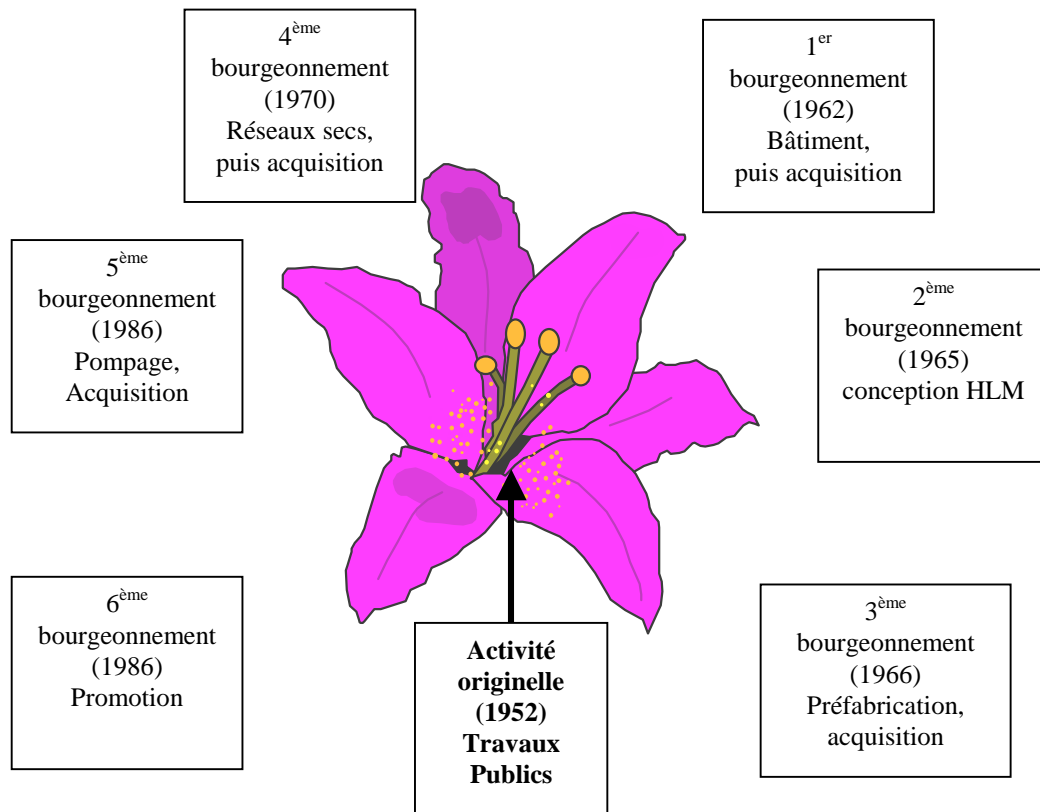 4ème
bourgeonnement
(1970)
Réseaux secs,
puis acquisition
1er
bourgeonnement
(1962)
Bâtiment,
puis acquisition
5ème
bourgeonnement
(1986)
Pompage,
Acquisition
2ème
bourgeonnement
(1965)
conception HLM
6ème
bourgeonnement
(1986)
Promotion
Activité
originelle
(1952)
Travaux
Publics
3ème
bourgeonnement
(1966)
Préfabrication,
acquisition